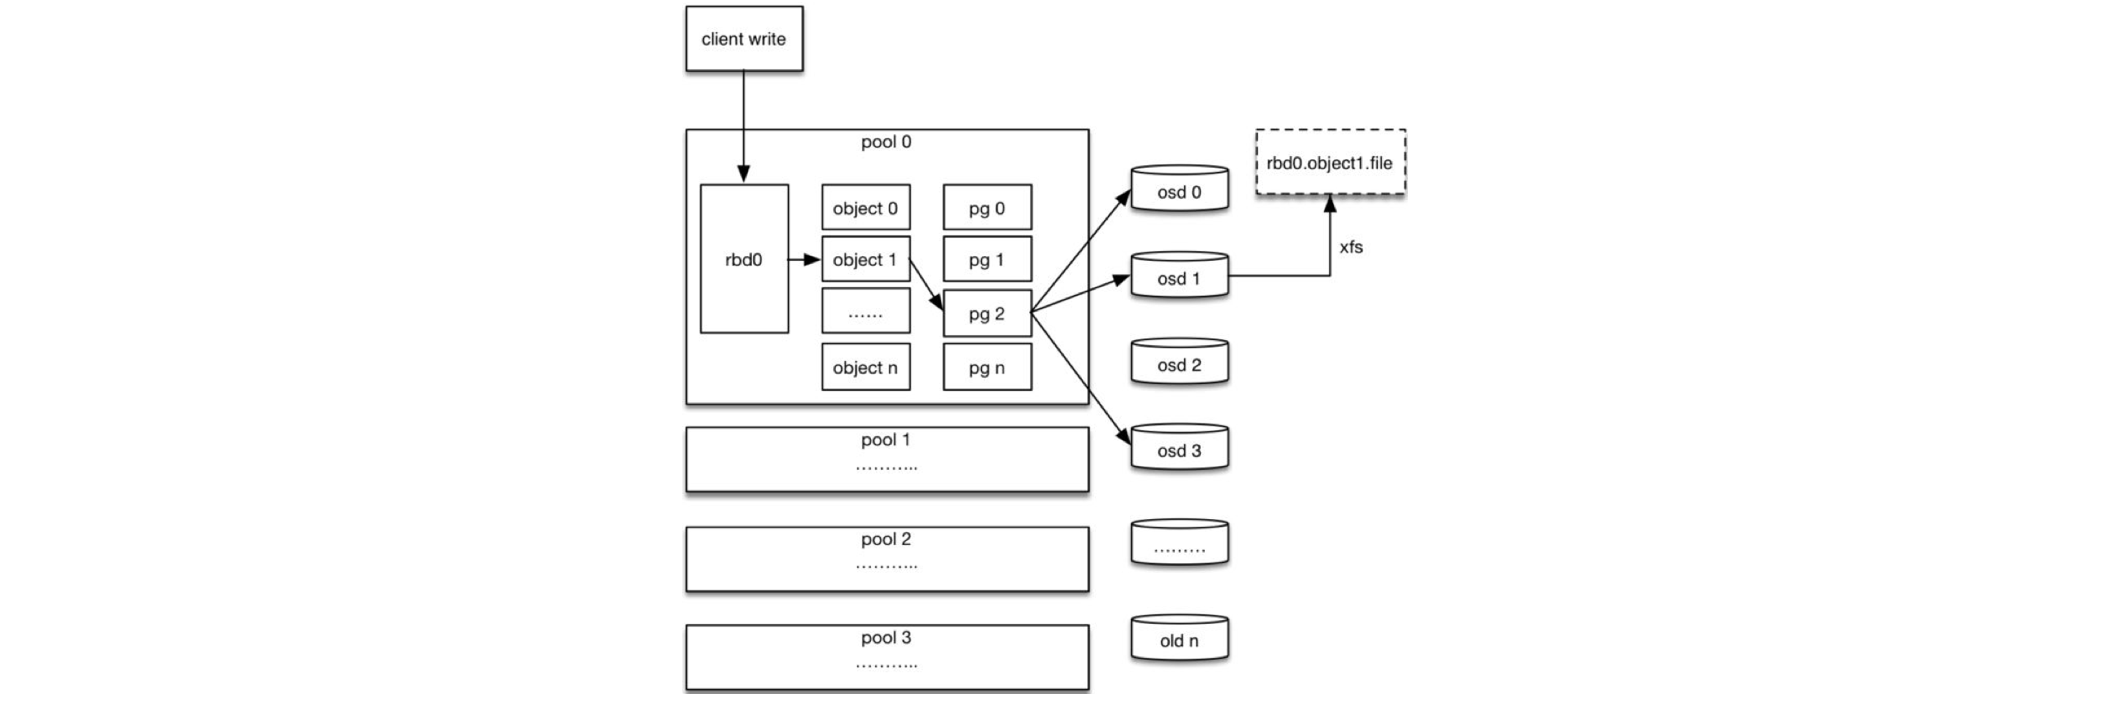 client write
pool 0
rbd0
object 0
object 1
......
object n
pg 0
pg 1
pg 2
pg n
osd 0
osd 1
osd 2
osd 3
.........
old n
rbd0.object1.file
xfs
pool 1
...........
pool 2
...........
pool 3
...........